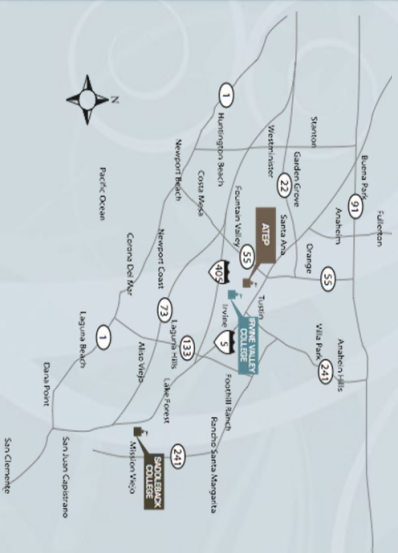 Fullerton
Buena Park
91
Anaheim
Anaheim Hills
Stanton
Orange
55
Villa Park
241
Garden Grove
22
Westminster
Santa Ana
ATEP
Tustin
IRVINE VALLEY
COLLEGE
Fountain Valley
55
405
Irvine
5
Foothill Ranch
Rancho Santa Margarita
1
Huntington Beach
Costa Mesa
Newport Beach
Newport Coast
73
133
Laguna Hills
Lake Forest
241
SADDLEBACK
COLLEGE
Mission Viejo
Corona Del Mar
Aliso Viejo
N
Pacific Ocean
1
Laguna Beach
Dana Point
San Juan Capistrano
San Clemente